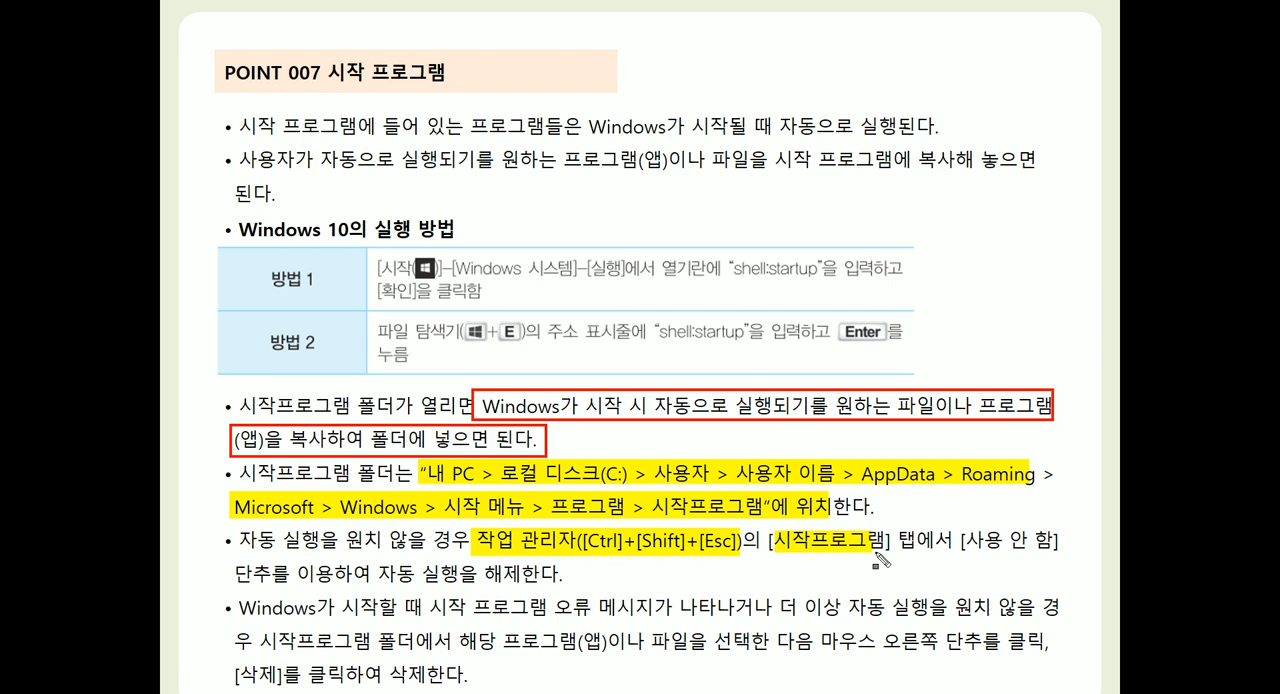 POINT 007 시작 프로그램
• 시작 프로그램에 들어 있는 프로그램들은 Windows가 시작될 때 자동으로 실행된다.
• 사용자가 자동으로 실행되기를 원하는 프로그램(앱)이나 파일을 시작 프로그램에 복사해 놓으면
된다.
• Windows 10의 실행 방법
방법 1
[시작(■)]-[Windows 시스템]-[실행]에서 열기란에 “shell:startup”을 입력하고
[확인]을 클릭함
방법 2
파일 탐색기(■+E)의 주소 표시줄에 “shell:startup”을 입력하고 Enter를
누름
• 시작프로그램 폴더가 열리면 Windows가 시작 시 자동으로 실행되기를 원하는 파일이나 프로그램
(앱)을 복사하여 폴더에 넣으면 된다.
• 시작프로그램 폴더는 “내 PC > 로컬 디스크(C:) > 사용자 > 사용자 이름 > AppData > Roaming >
Microsoft > Windows > 시작 메뉴 > 프로그램 > 시작프로그램”에 위치한다.
• 자동 실행을 원치 않을 경우 작업 관리자([Ctrl]+[Shift]+[Esc])의 [시작프로그램] 탭에서 [사용 안 함]
단추를 이용하여 자동 실행을 해제한다.
• Windows가 시작할 때 시작 프로그램 오류 메시지가 나타나거나 더 이상 자동 실행을 원치 않을 경
우 시작프로그램 폴더에서 해당 프로그램(앱)이나 파일을 선택한 다음 마우스 오른쪽 단추를 클릭,
[삭제]를 클릭하여 삭제한다.